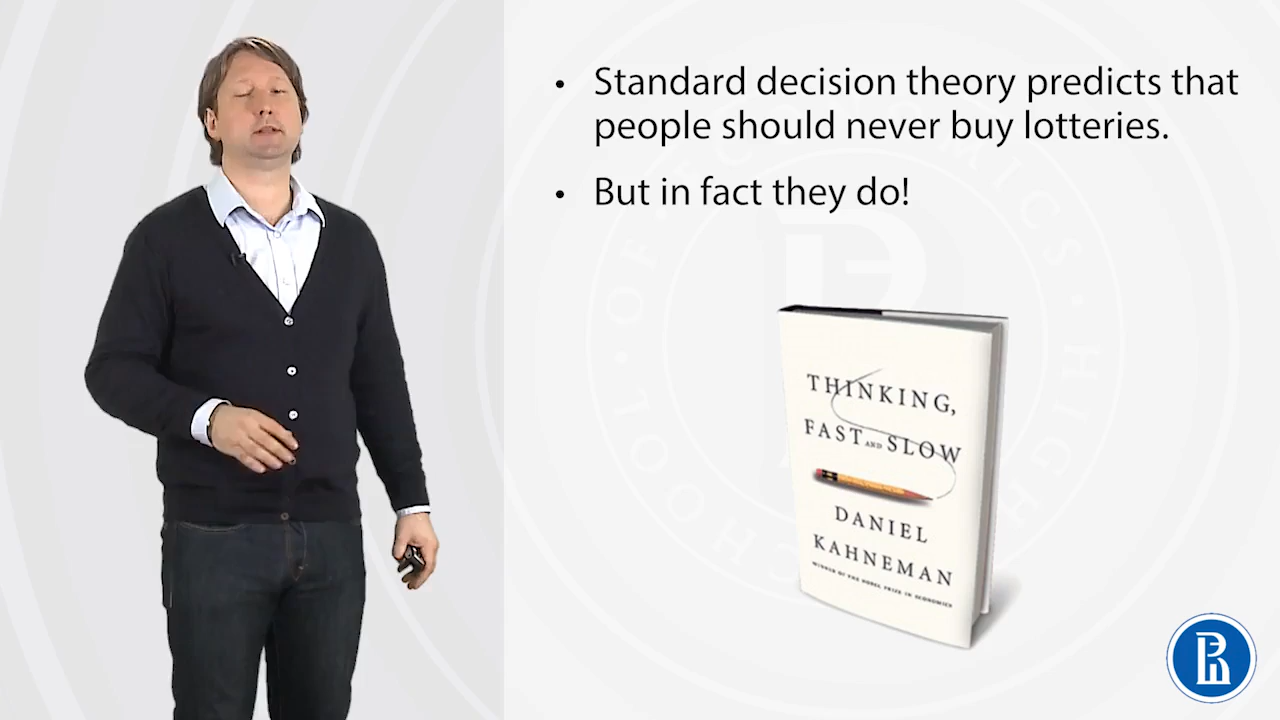 • Standard decision theory predicts that
people should never buy lotteries.
• But in fact they do!
THINKING,
FAST AND SLOW
DANIEL
KAHNEMAN
WINNER OF THE NOBEL PRIZE IN ECONOMICS